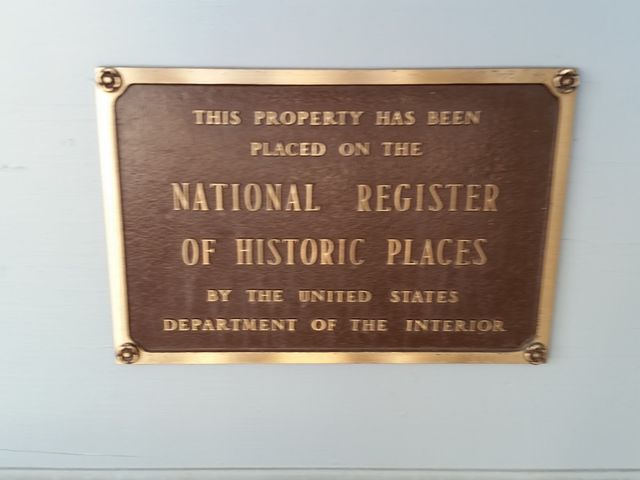 THIS PROPERTY HAS BEEN
PLACED ON THE
NATIONAL REGISTER
OF HISTORIC PLACES
BY THE UNITED STATES
DEPARTMENT OF THE INTERIOR